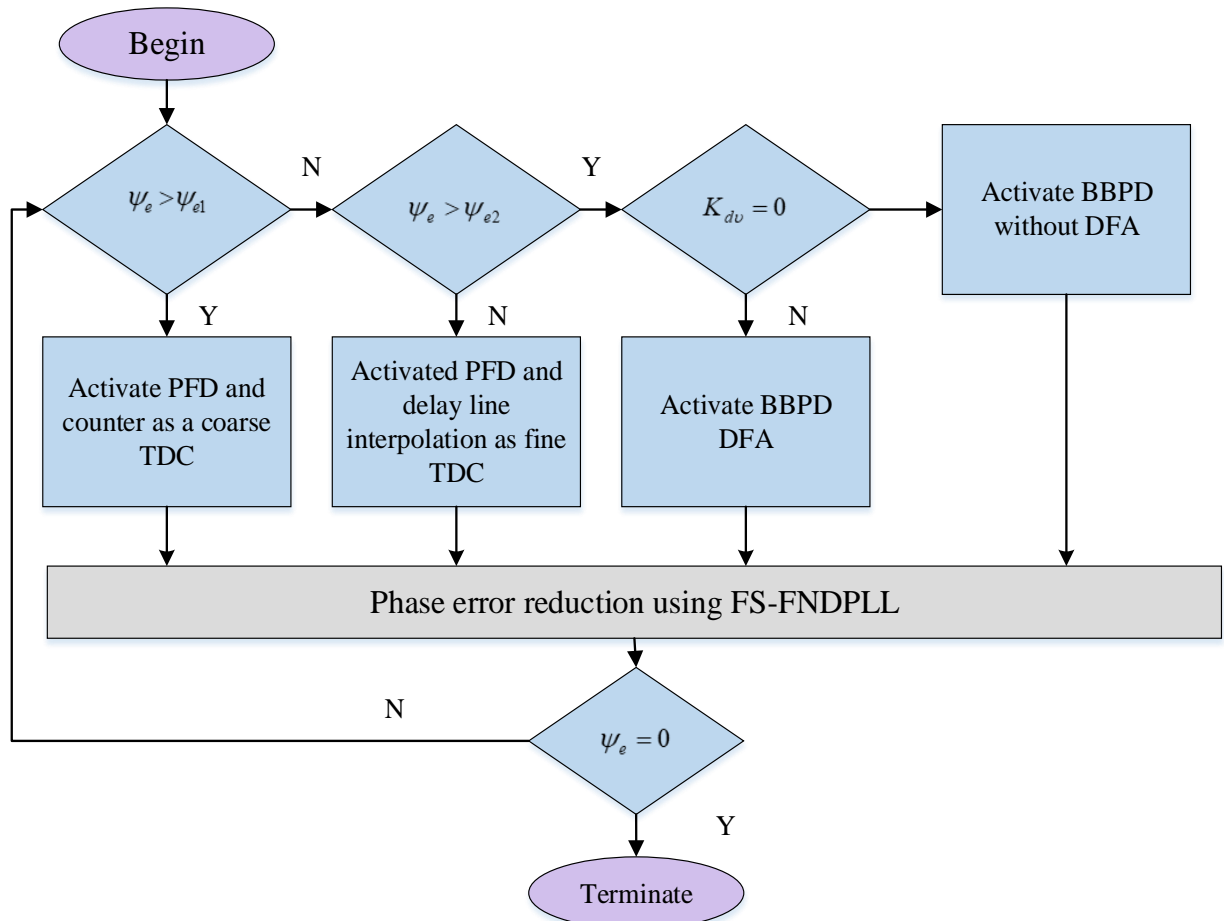 Begin
ψe > ψe1
N
ψe > ψe2
Y
Kdυ = 0
Activate BBPD
without DFA
Y
N
N
Activate PFD and
counter as a coarse
TDC
Activated PFD and
delay line
interpolation as fine
TDC
Activate BBPD
DFA
Phase error reduction using FS-FNDPLL
N
ψe = 0
Y
Terminate